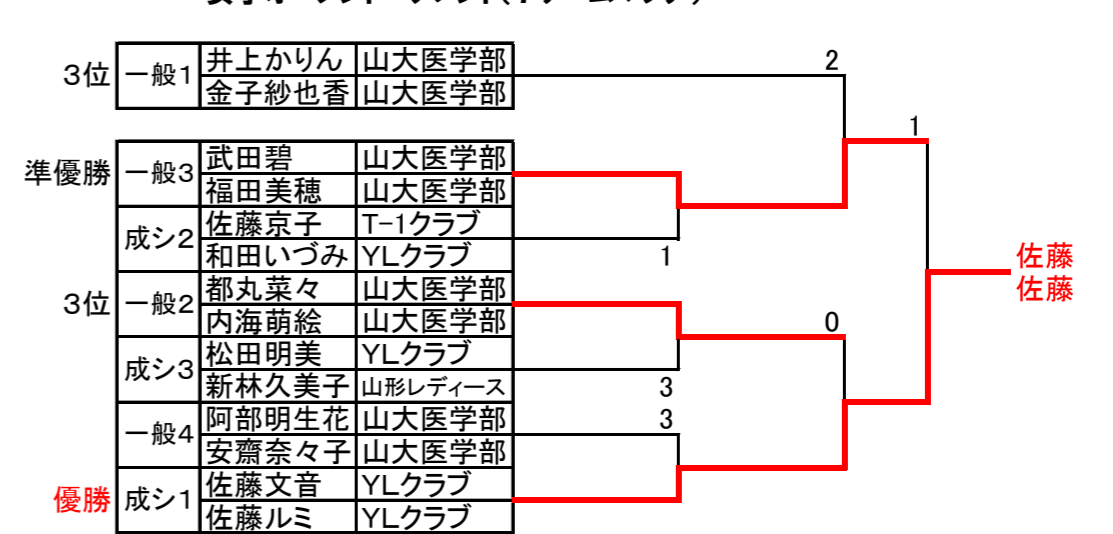 ３位 一般１ 井上かりん 山大医学部 2
金子紗也香 山大医学部
1
準優勝 一般３ 武田碧 山大医学部
福田美穂 山大医学部
成シ２ 佐藤京子 T-1クラブ
和田いづみ YLクラブ 1
佐藤
佐藤
３位 一般２ 都丸菜々 山大医学部
内海萌絵 山大医学部 0
成シ３ 松田明美 YLクラブ
新林久美子 山形レディース 3
一般４ 阿部明生花 山大医学部 3
安齋奈々子 山大医学部
優勝 成シ１ 佐藤文音 YLクラブ
佐藤ルミ YLクラブ